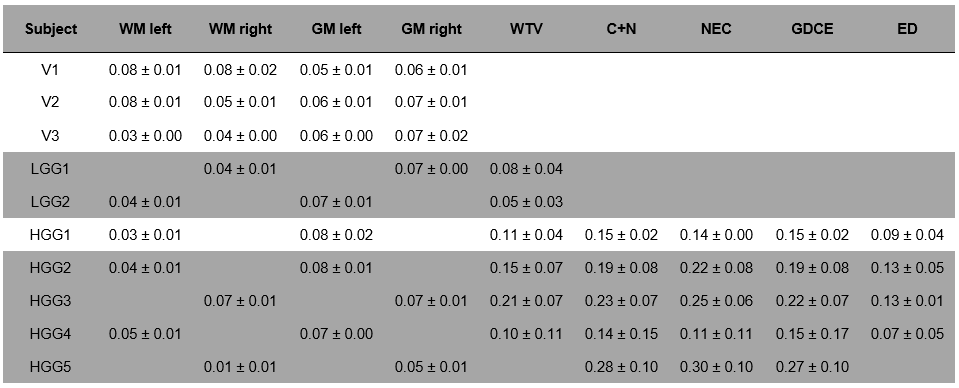 Subject WM left WM right GM left GM right WTV C+N NEC GDCE ED
V1 0.08 ± 0.01 0.08 ± 0.02 0.05 ± 0.01 0.06 ± 0.01
V2 0.08 ± 0.01 0.05 ± 0.01 0.06 ± 0.01 0.07 ± 0.01
V3 0.03 ± 0.00 0.04 ± 0.00 0.06 ± 0.00 0.07 ± 0.02
LGG1 0.04 ± 0.01 0.07 ± 0.00 0.08 ± 0.04
LGG2 0.04 ± 0.01 0.07 ± 0.01 0.05 ± 0.03
HGG1 0.03 ± 0.01 0.08 ± 0.02 0.11 ± 0.04 0.15 ± 0.02 0.14 ± 0.00 0.15 ± 0.02 0.09 ± 0.04
HGG2 0.04 ± 0.01 0.08 ± 0.01 0.15 ± 0.07 0.19 ± 0.08 0.22 ± 0.08 0.19 ± 0.08 0.13 ± 0.05
HGG3 0.07 ± 0.01 0.07 ± 0.01 0.21 ± 0.07 0.23 ± 0.07 0.25 ± 0.06 0.22 ± 0.07 0.13 ± 0.01
HGG4 0.05 ± 0.01 0.07 ± 0.00 0.10 ± 0.11 0.14 ± 0.15 0.11 ± 0.11 0.15 ± 0.17 0.07 ± 0.05
HGG5 0.01 ± 0.01 0.05 ± 0.01 0.28 ± 0.10 0.30 ± 0.10 0.27 ± 0.10